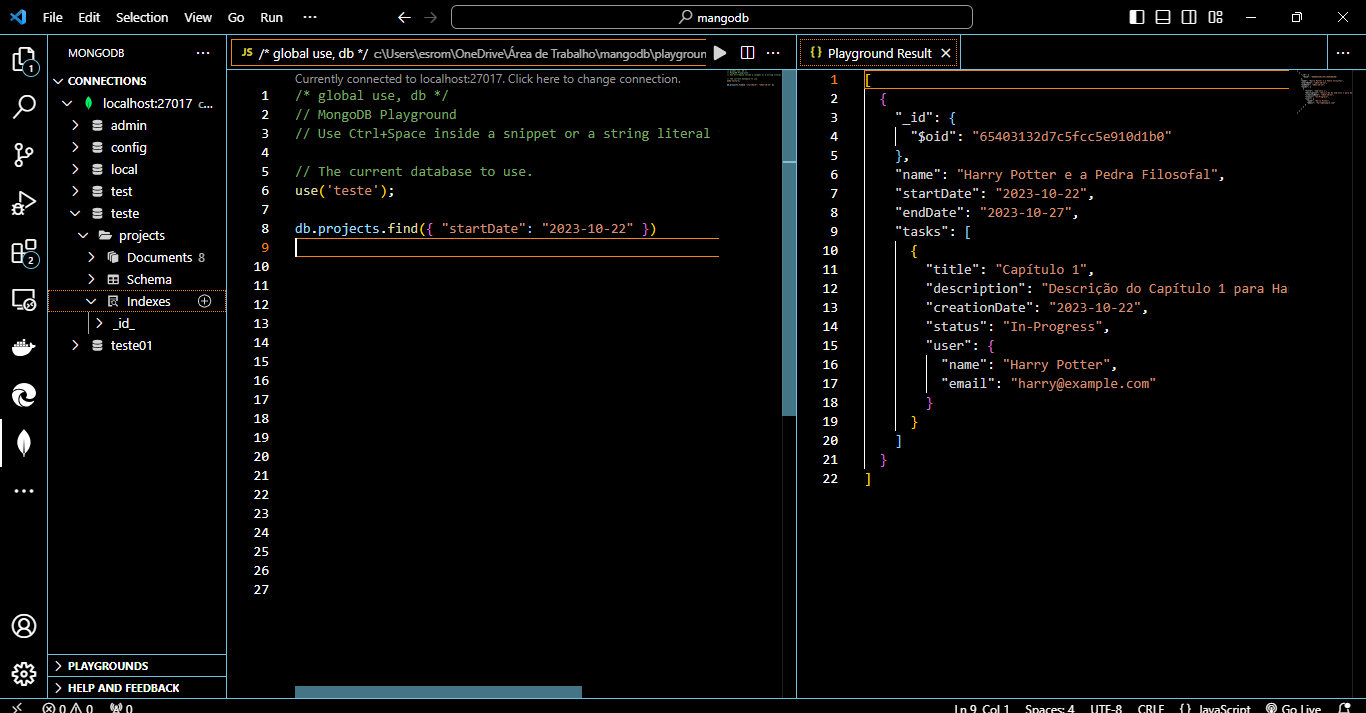 File Edit Selection View Go Run ··· mangodb
MONGODB ···
CONNECTIONS
localhost:27017 c...
admin
config
local
test
teste
projects
Documents 8
Schema
Indexes
_id_
teste01
PLAYGROUNDS
HELP AND FEEDBACK
1
2
JS /* global use, db */ c:\Users\esrom\OneDrive\Área de Trabalho\mangodb\playgroun
Currently connected to localhost:27017. Click here to change connection.
1 /* global use, db */
2 // MongoDB Playground
3 // Use Ctrl+Space inside a snippet or a string literal
4
5 // The current database to use.
6 use('teste');
7
8 db.projects.find({ "startDate": "2023-10-22" })
9
10
11
12
13
14
15
16
17
18
19
20
21
22
23
24
25
26
27
{} Playground Result
1 [
2 {
3 "_id": {
4 "$oid": "65403132d7c5fcc5e910d1b0"
5 },
6 "name": "Harry Potter e a Pedra Filosofal",
7 "startDate": "2023-10-22",
8 "endDate": "2023-10-27",
9 "tasks": [
10 {
11 "title": "Capítulo 1",
12 "description": "Descrição do Capítulo 1 para Ha
13 "creationDate": "2023-10-22",
14 "status": "In-Progress",
15 "user": {
16 "name": "Harry Potter",
17 "email": "harry@example.com"
18 }
19 }
20 ]
21 }
22 ]
0 0 0 Ln 9, Col 1 Spaces: 4 UTF-8 CRLF {} JavaScript Go Live